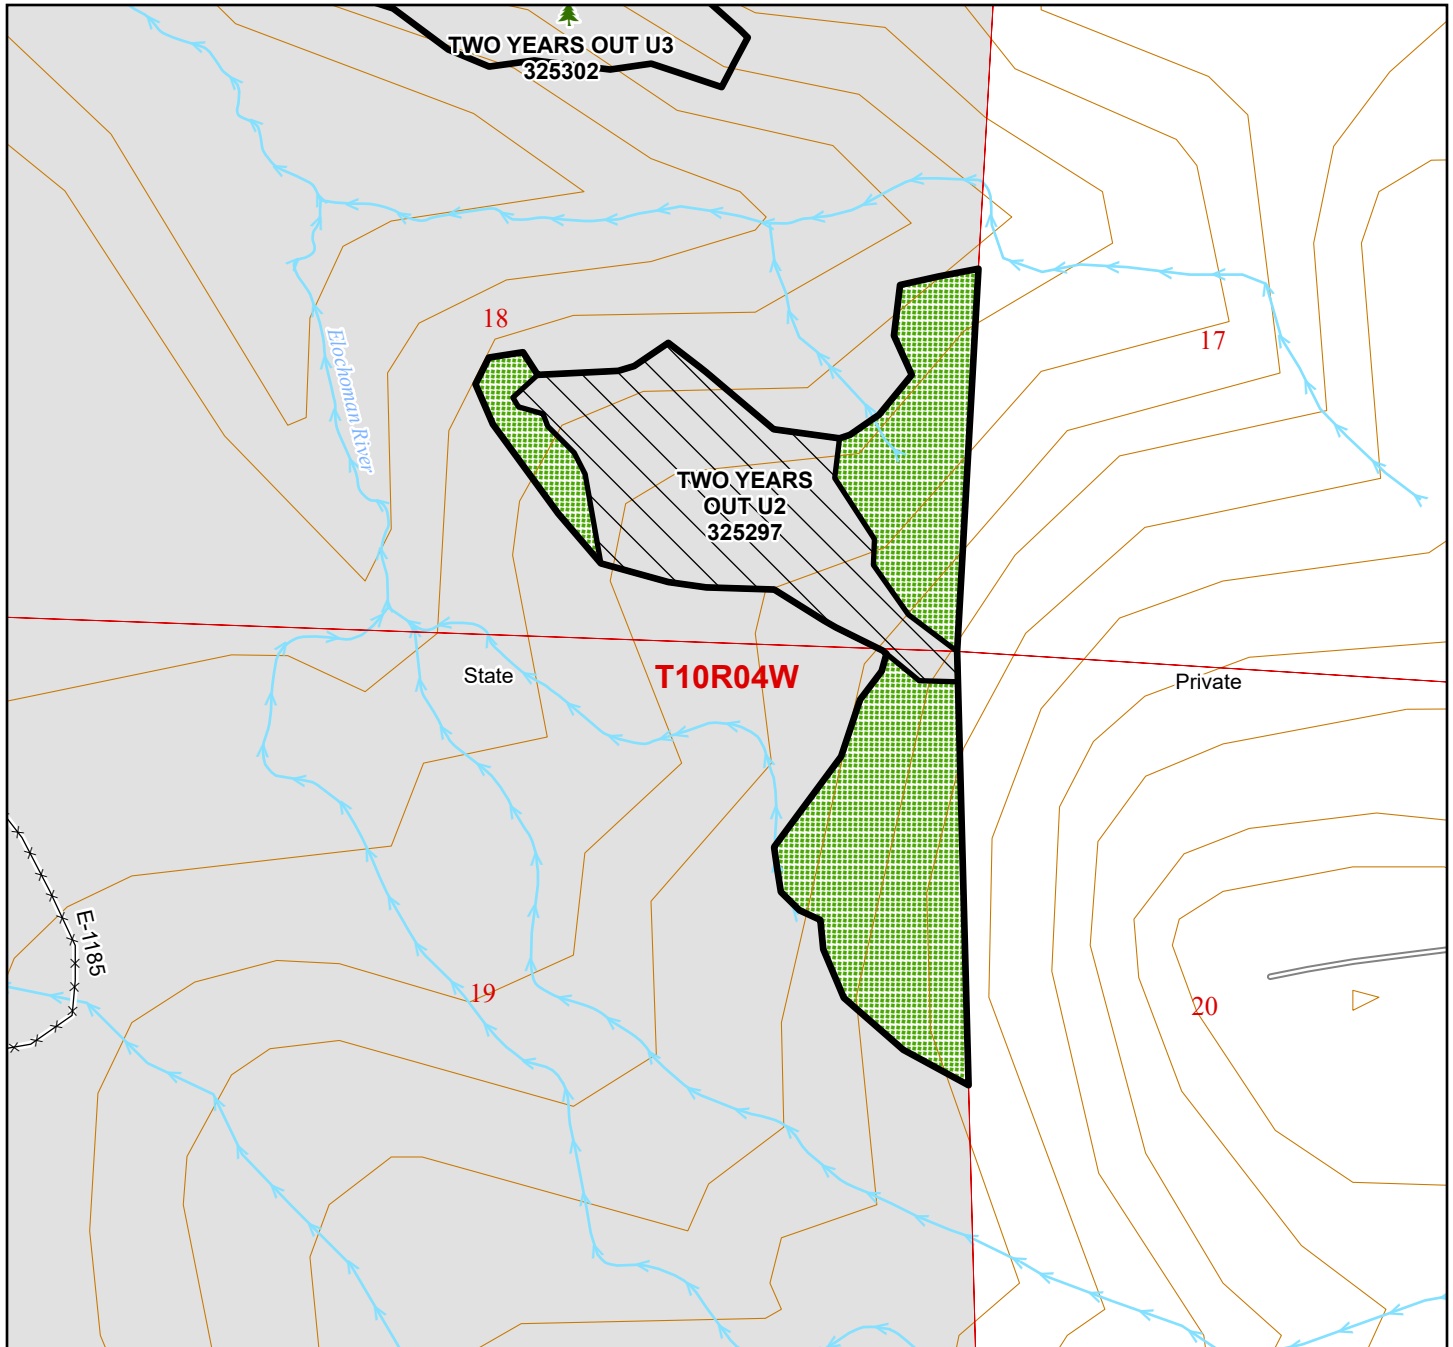 TWO YEARS OUT U3
325302
18
17
Elochoman River
TWO YEARS
OUT U2
325297
State
T10R04W
Private
E-1185
19
20